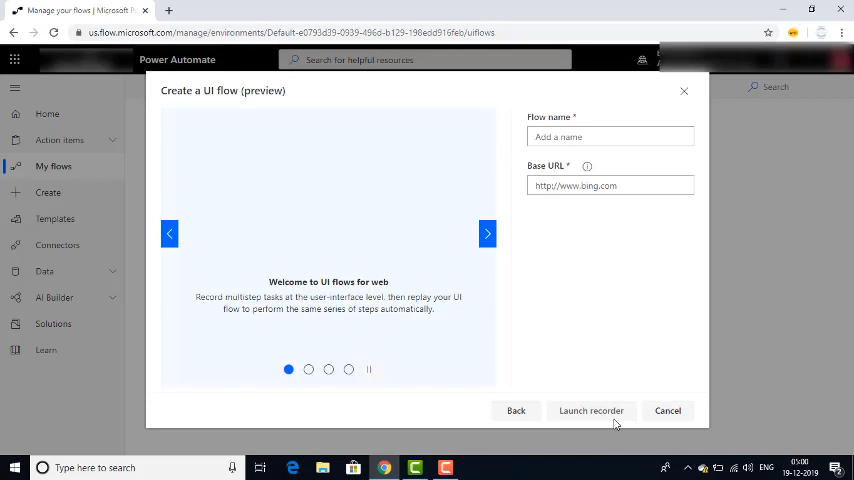 Manage your flows | Microsoft Po
us.flow.microsoft.com/manage/environments/Default-e0793d39-0939-496d-b129-198edd916feb/uiflows
Power Automate
Search for helpful resources
Create a UI flow (preview)
Search
Home
Action items
My flows
Create
Templates
Connectors
Data
AI Builder
Solutions
Learn
Flow name *
Add a name
Base URL *
http://www.bing.com
Welcome to UI flows for web
Record multistep tasks at the user-interface level, then replay your UI
flow to perform the same series of steps automatically.
Back
Launch recorder
Cancel
Type here to search
ENG
05:00
19-12-2019
2